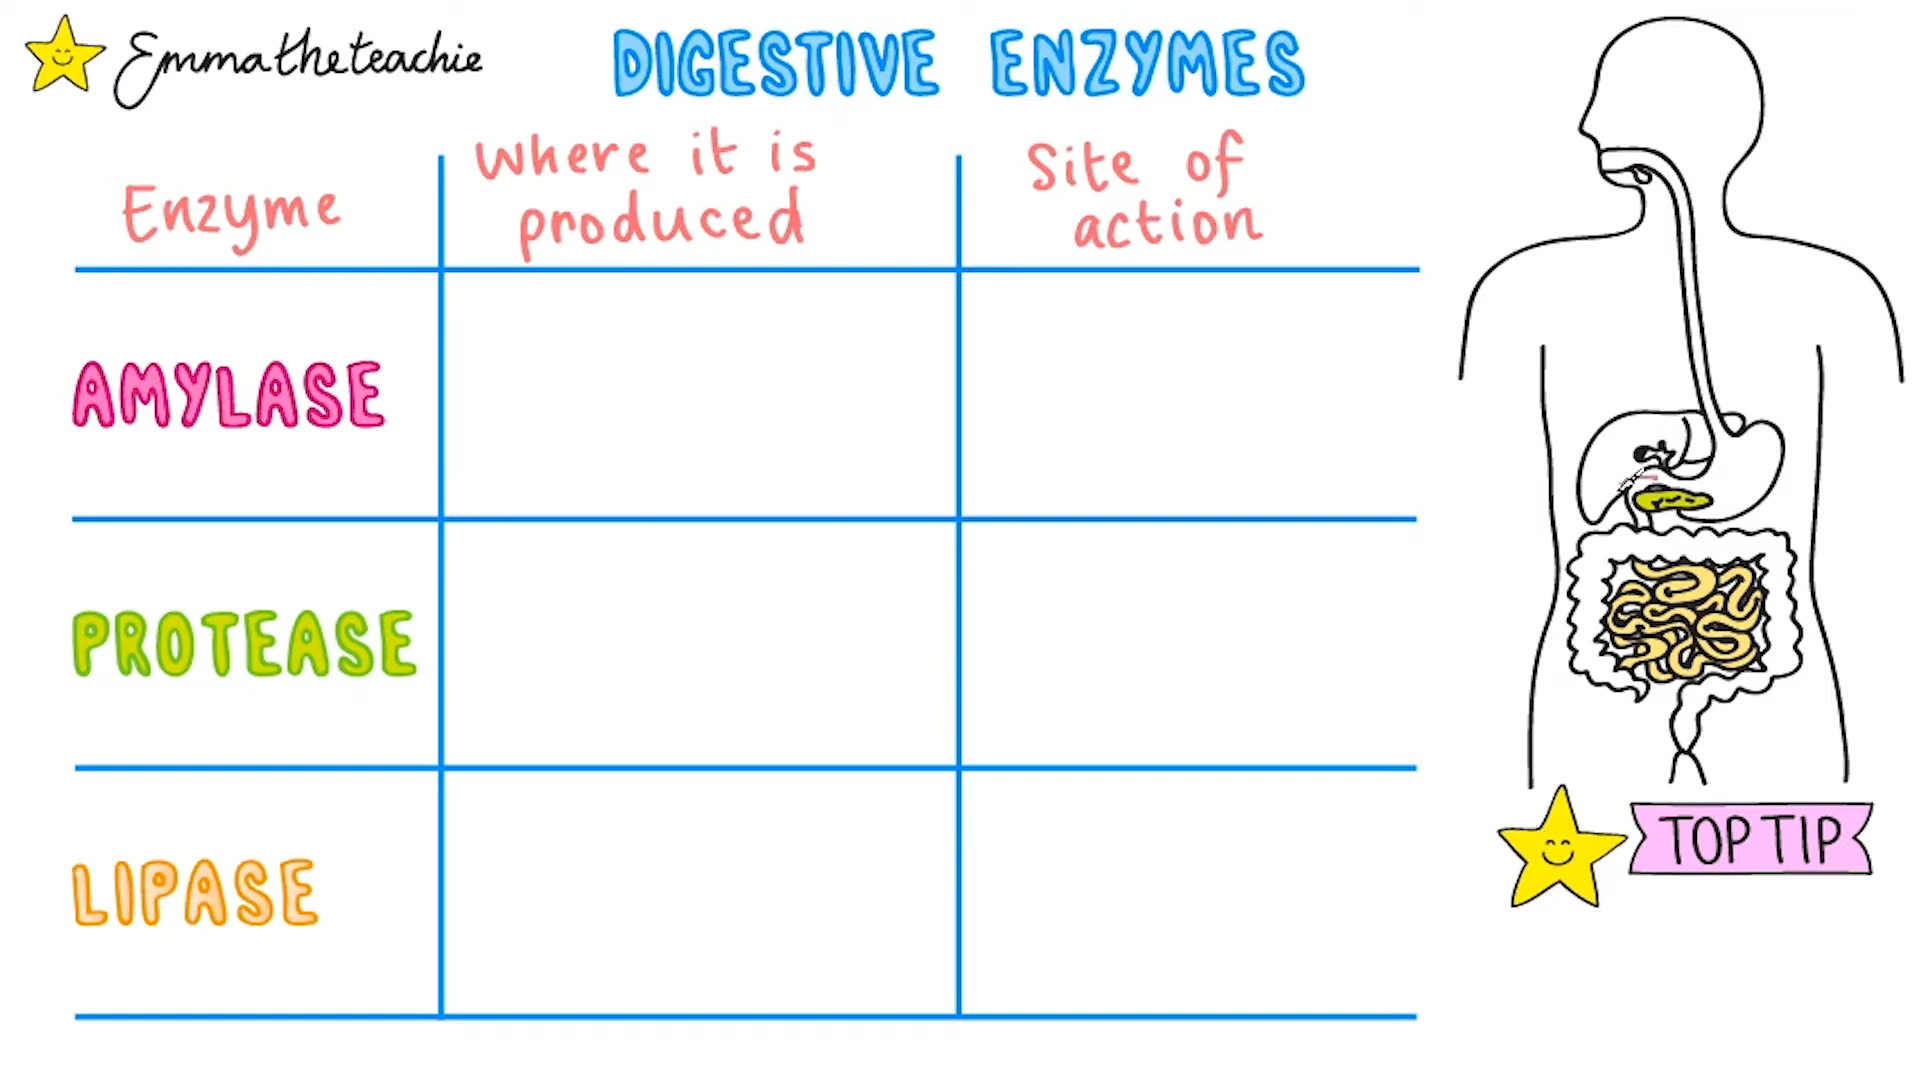 Emmatheteachie
DIGESTIVE ENZYMES
Enzyme
Where it is
produced
Site of
action
AMYLASE
PROTEASE
LIPASE
TOP TIP